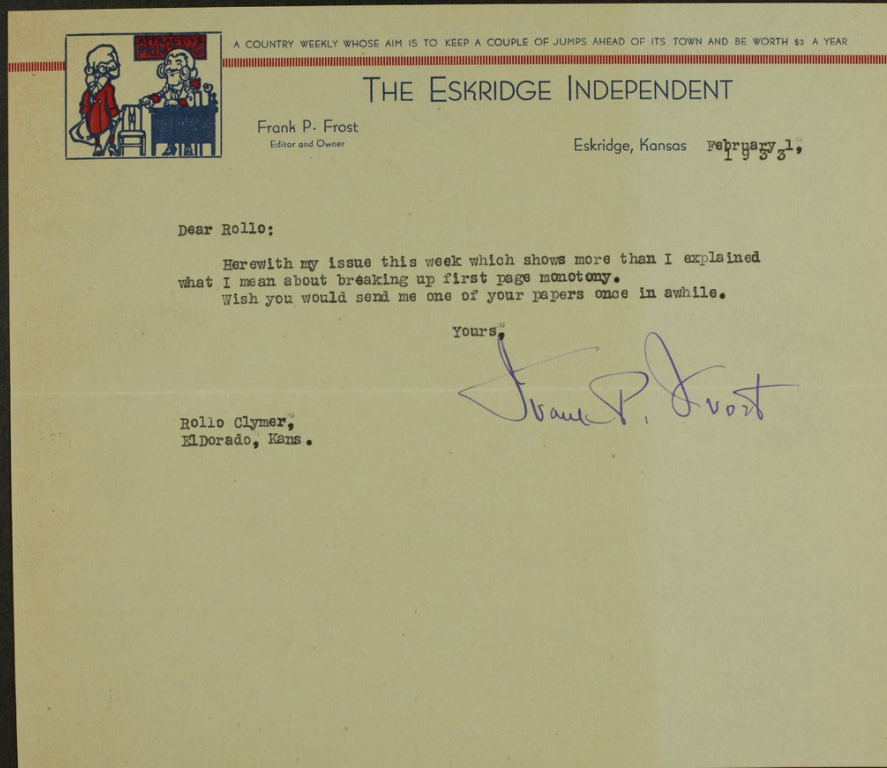 A COUNTRY WEEKLY WHOSE AIM IS TO KEEP A COUPLE OF JUMPS AHEAD OF ITS TOWN AND BE WORTH $2 A YEAR
ATTRACTIVE
PRINTING
THE ESKRIDGE INDEPENDENT
Frank P. Frost
Editor and Owner
Eskridge, Kansas February 1,
1933
Dear Rollo:
Herewith my issue this week which shows more than I explained
what I mean about breaking up first page monotony.
Wish you would send me one of your papers once in awhile.
Yours,
Frank P. Frost
Rollo Clymer,
ElDorado, Kans.